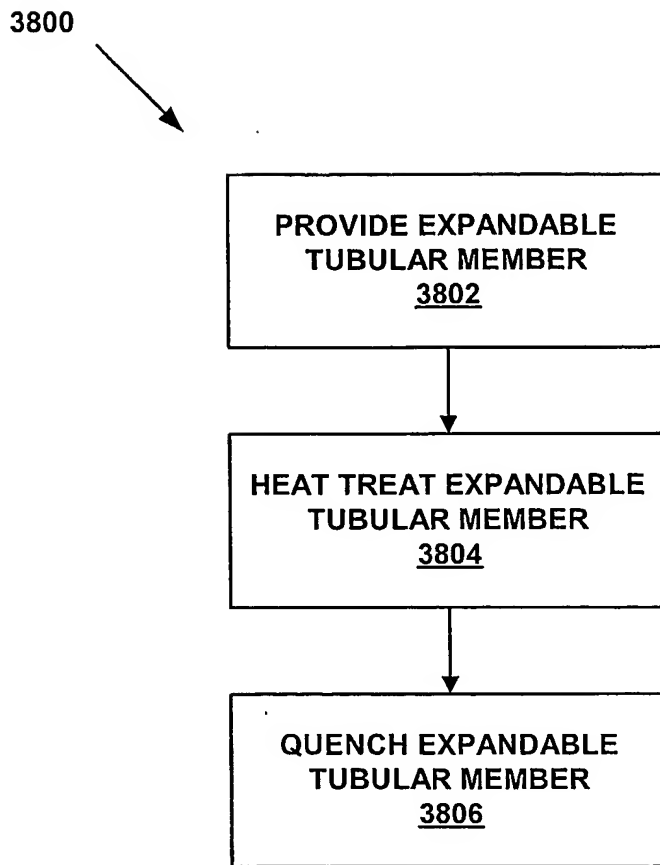 3800
PROVIDE EXPANDABLE
TUBULAR MEMBER
3802
HEAT TREAT EXPANDABLE
TUBULAR MEMBER
3804
QUENCH EXPANDABLE
TUBULAR MEMBER
3806